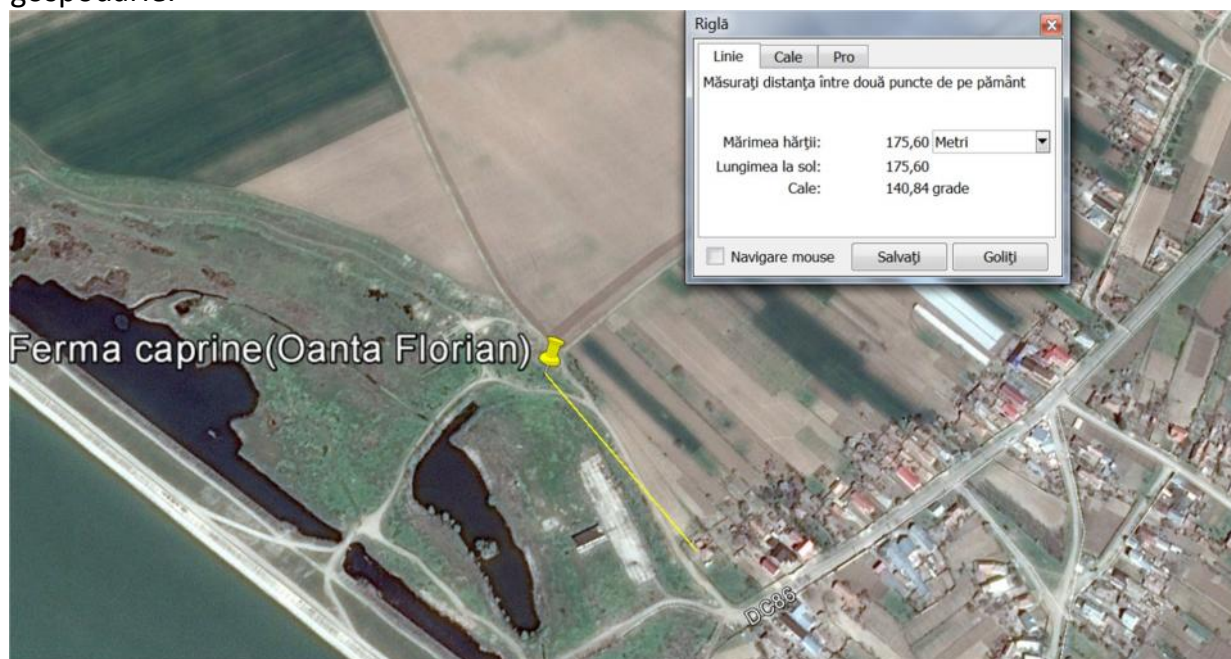 gospodărie.
Riglă
Linie Cale Pro
Măsurați distanța între două puncte de pe pământ
Mărimea hărții: 175,60 Metri
Lungimea la sol: 175,60
Cale: 140,84 grade
Navigare mouse Salvați Goliți
Ferma caprine(Oanta Florian)
DC86